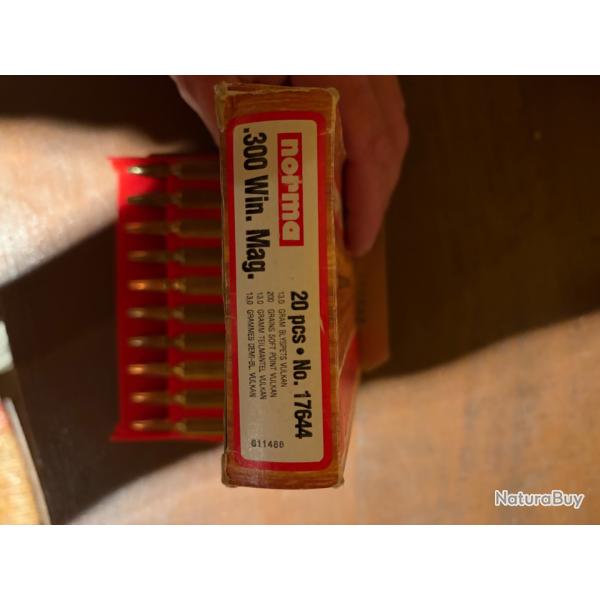 norma
.300 Win. Mag.
20 pcs • No. 17644
13.0 GRAM BLYSPETS VULKAN
200 GRAINS SOFT POINT VULKAN
13.0 GRAMM TEILMANTEL VULKAN
13.0 GRAMMES DEMI-BL. VULKAN
611486
NaturaBuy